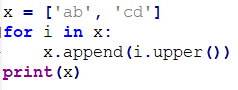 x = ['ab', 'cd']
for i in x:
    x.append(i.upper())
print(x)